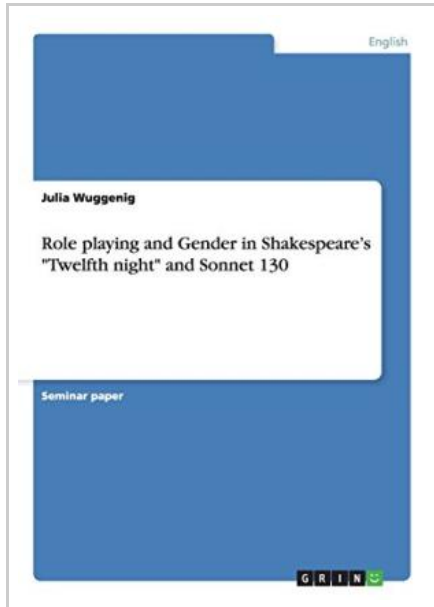 English
Julia Wuggenig
Role playing and Gender in Shakespeare's
"Twelfth night" and Sonnet 130
Seminar paper
GRIN